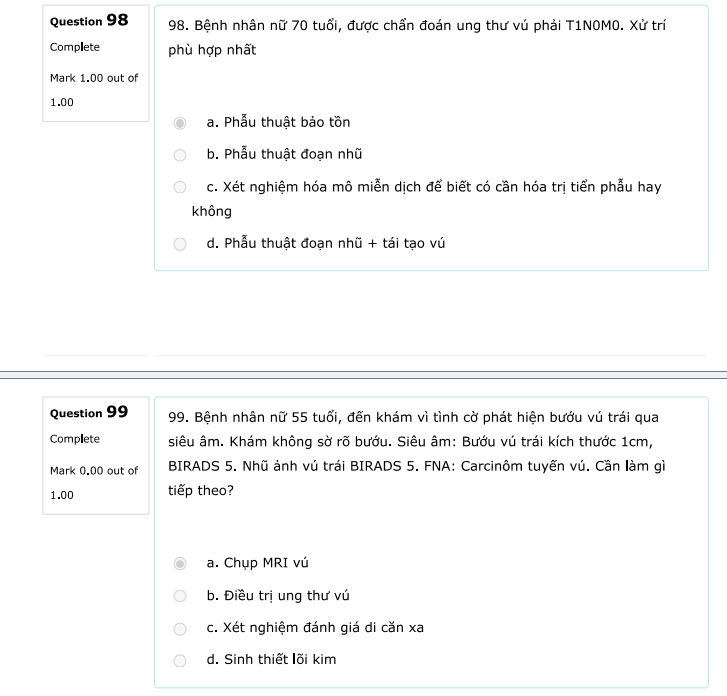 Question 98
Complete
Mark 1.00 out of
1.00
98. Bệnh nhân nữ 70 tuổi, được chẩn đoán ung thư vú phải T1N0M0. Xử trí
phù hợp nhất
a. Phẫu thuật bảo tồn
b. Phẫu thuật đoạn nhũ
c. Xét nghiệm hóa mô miễn dịch để biết có cần hóa trị tiền phẫu hay
không
d. Phẫu thuật đoạn nhũ + tái tạo vú
Question 99
Complete
Mark 0.00 out of
1.00
99. Bệnh nhân nữ 55 tuổi, đến khám vì tình cờ phát hiện bướu vú trái qua
siêu âm. Khám không sờ rõ bướu. Siêu âm: Bướu vú trái kích thước 1cm,
BIRADS 5. Nhũ ảnh vú trái BIRADS 5. FNA: Carcinôm tuyến vú. Cần làm gì
tiếp theo?
a. Chụp MRI vú
b. Điều trị ung thư vú
c. Xét nghiệm đánh giá di căn xa
d. Sinh thiết lõi kim